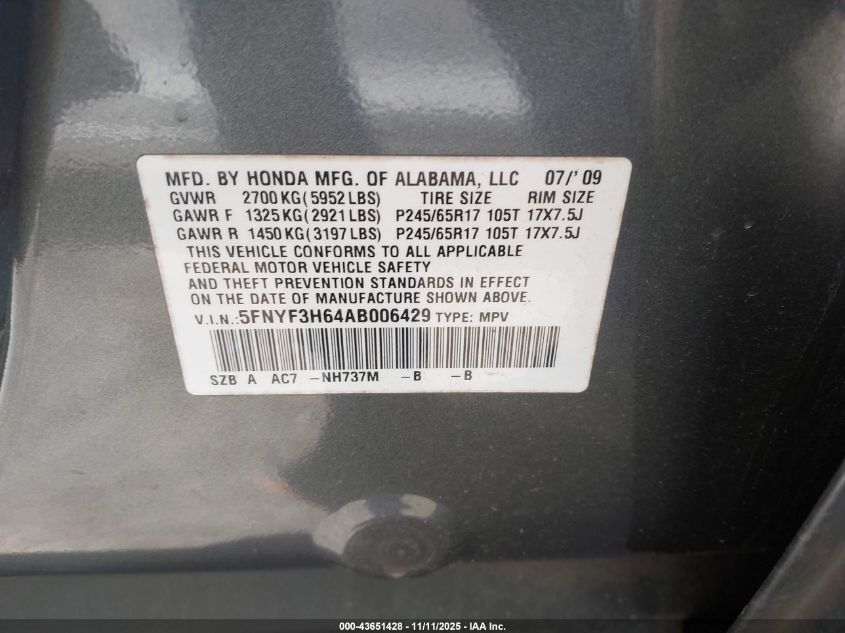 MFD. BY HONDA MFG. OF ALABAMA, LLC 07/'09
GVWR 2700 KG(5952 LBS) TIRE SIZE RIM SIZE
GAWR F 1325 KG(2921 LBS) P245/65R17 105T 17X7.5J
GAWR R 1450 KG(3197 LBS) P245/65R17 105T 17X7.5J
THIS VEHICLE CONFORMS TO ALL APPLICABLE
FEDERAL MOTOR VEHICLE SAFETY
AND THEFT PREVENTION STANDARDS IN EFFECT
ON THE DATE OF MANUFACTURE SHOWN ABOVE.
V.I.N.:5FNYF3H64AB006429 TYPE: MPV
SZB A AC7 -NH737M -B -B
000-43651428 - 11/11/2025 - IAA Inc.